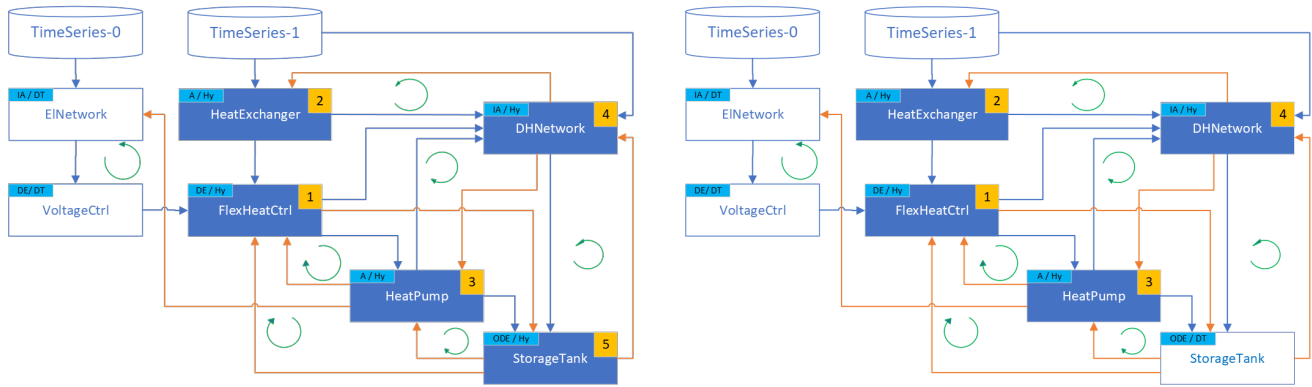 TimeSeries-0
TimeSeries-1
IA / DT
ElNetwork
A / Hy
2
HeatExchanger
IA / Hy
4
DHNetwork
DE/ DT
VoltageCtrl
DE / Hy
1
FlexHeatCtrl
A / Hy
3
HeatPump
ODE / Hy
5
StorageTank
TimeSeries-0
TimeSeries-1
IA / DT
ElNetwork
A / Hy
2
HeatExchanger
IA / Hy
4
DHNetwork
DE/ DT
VoltageCtrl
DE / Hy
1
FlexHeatCtrl
A / Hy
3
HeatPump
ODE / DT
StorageTank